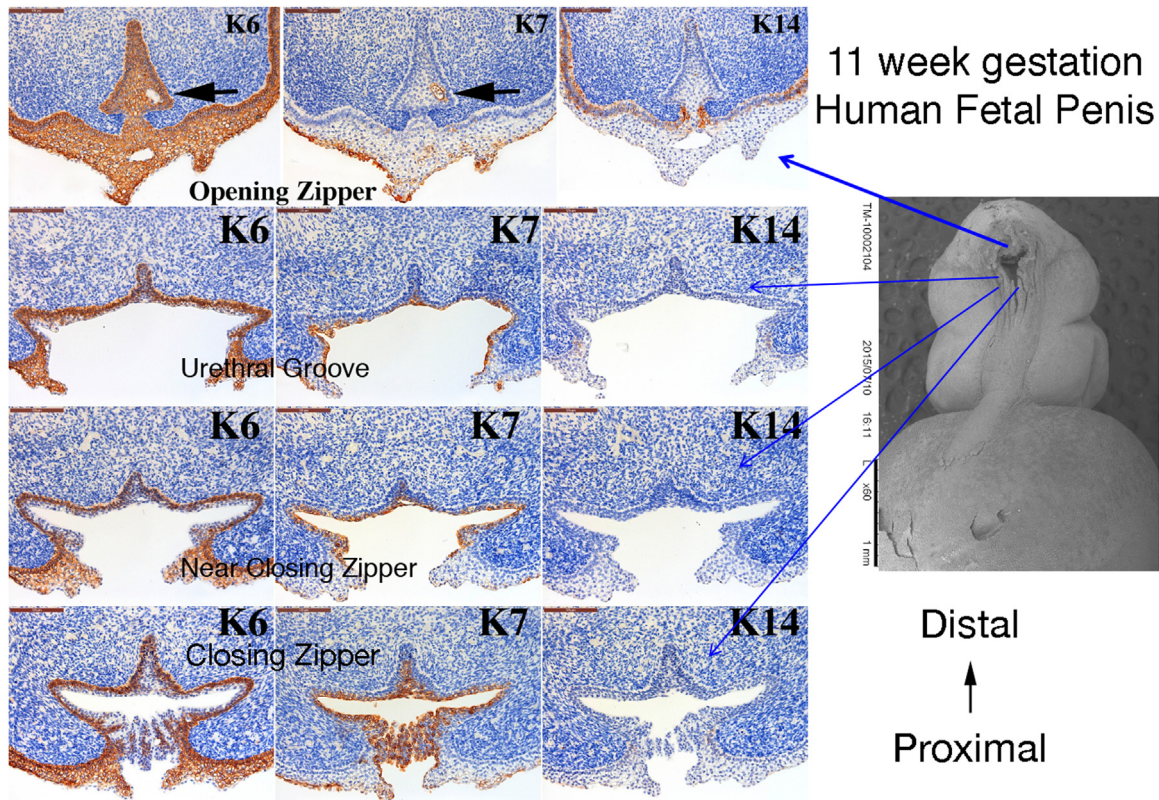 K6
K7
K14
11 week gestation
Human Fetal Penis
Opening Zipper
K6
K7
K14
Urethral Groove
K6
K7
K14
Near Closing Zipper
K6
K7
K14
Closing Zipper
TM-10002104
2015/07/10
16:11
L
x60
1 mm
Distal
Proximal